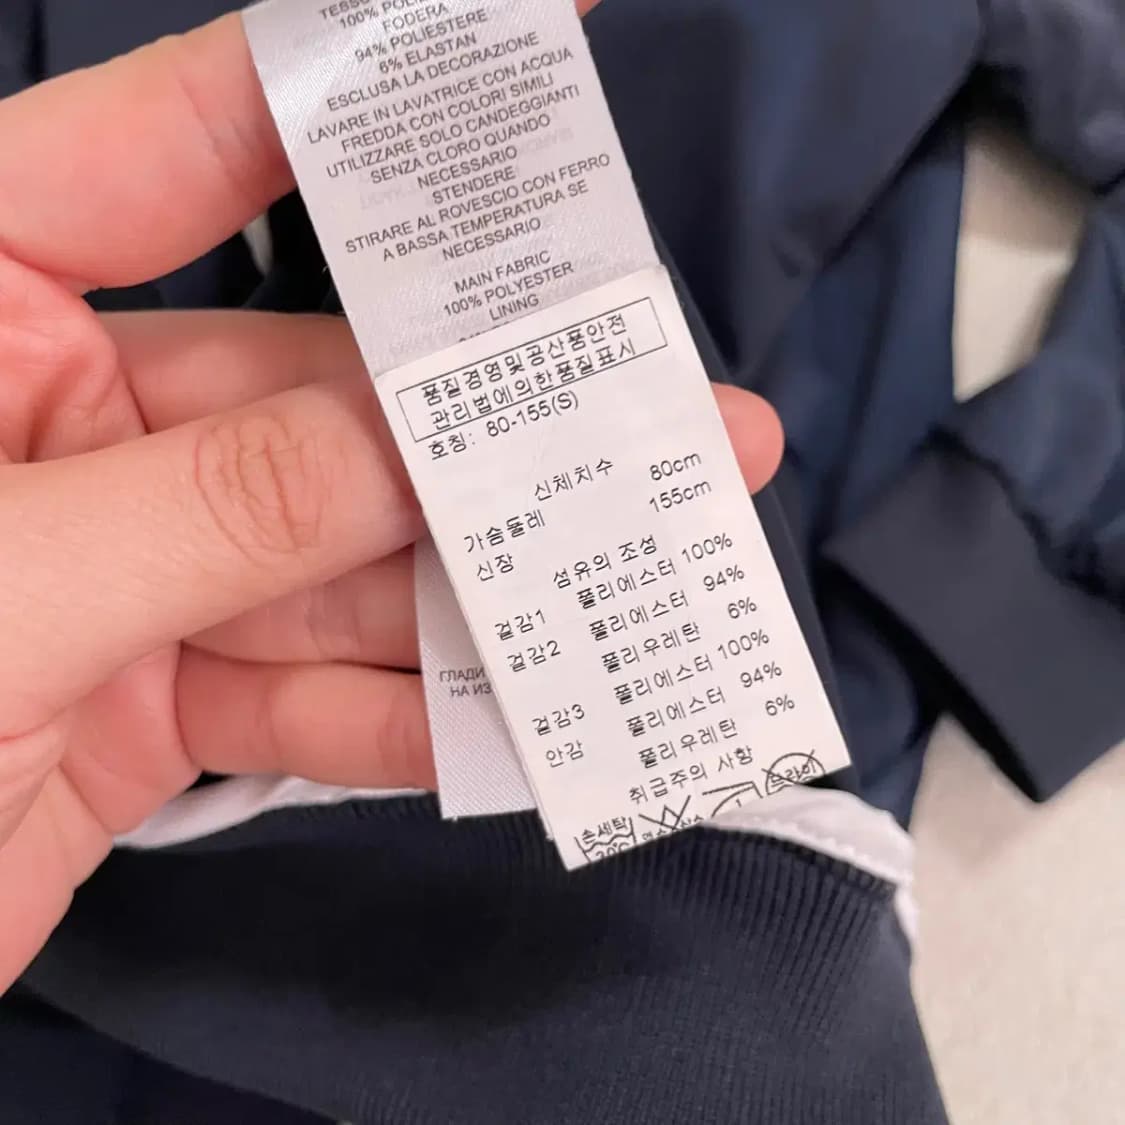 100%
FODERA
94% POLIESTERE
6% ELASTAN
ESCLUSA LA DECORAZIONE
LAVARE IN LAVATRICE CON ACQUA
FREDDA CON COLORI SIMILI
UTILIZZARE SOLO CANDEGGIANTI
SENZA CLORO QUANDO
NECESSARIO
STENDERE
STIRARE AL ROVESCIO CON FERRO
A BASSA TEMPERATURA SE
NECESSARIO
MAIN FABRIC
100% POLYESTER
LINING
품질경영및공산품안전
관리법에의한품질표시
호칭: 80-155(S)
신체치수
가슴둘레 80cm
신장 155cm
섬유의 조성
겉감1 폴리에스터 100%
겉감2 폴리에스터 94%
폴리우레탄 6%
겉감3 폴리에스터 100%
안감 폴리에스터 94%
폴리우레탄 6%
취급주의 사항
손세탁
드라이
НА ИЗ